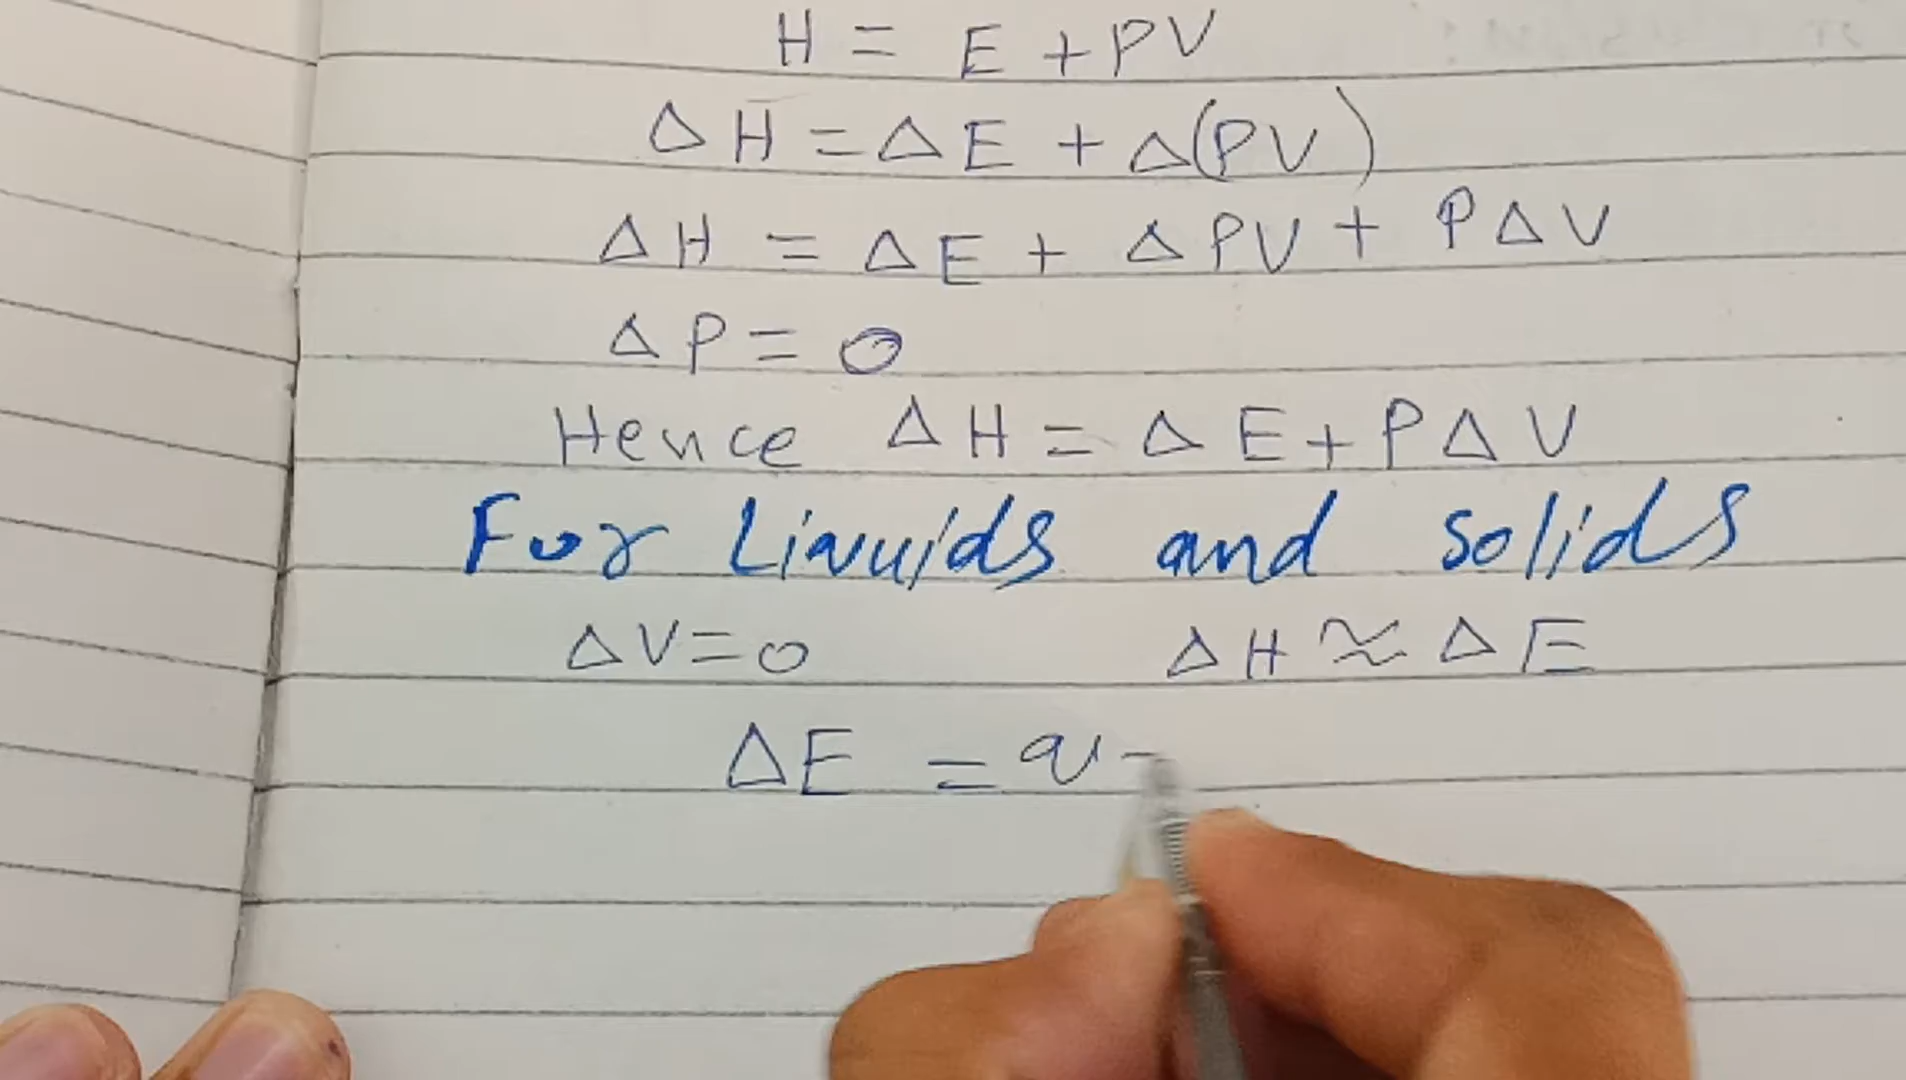 H = E + PV
ΔH = ΔE + Δ(PV)
ΔH = ΔE + ΔPV + PΔV
ΔP = 0
Hence ΔH = ΔE + PΔV
For Liquids and solids
ΔV = 0 ΔH ≈ ΔE
ΔE = q -